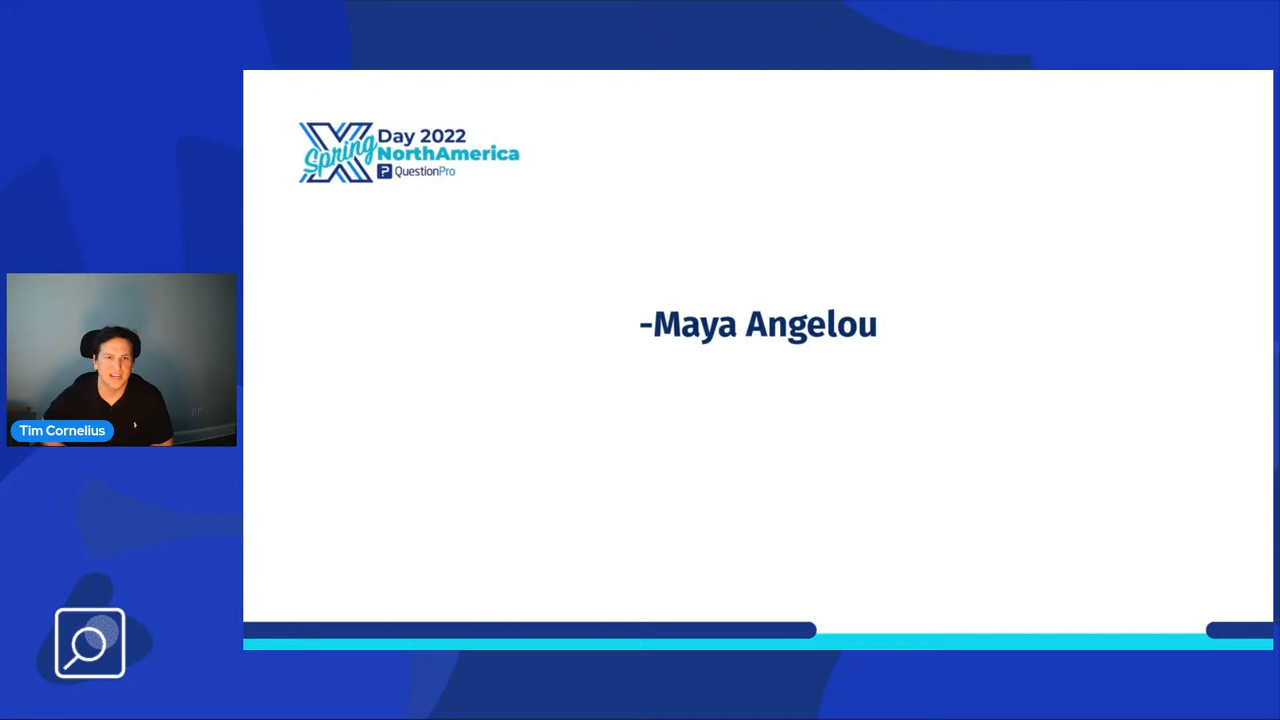 Spring X Day 2022
NorthAmerica
QuestionPro
-Maya Angelou
Tim Cornelius